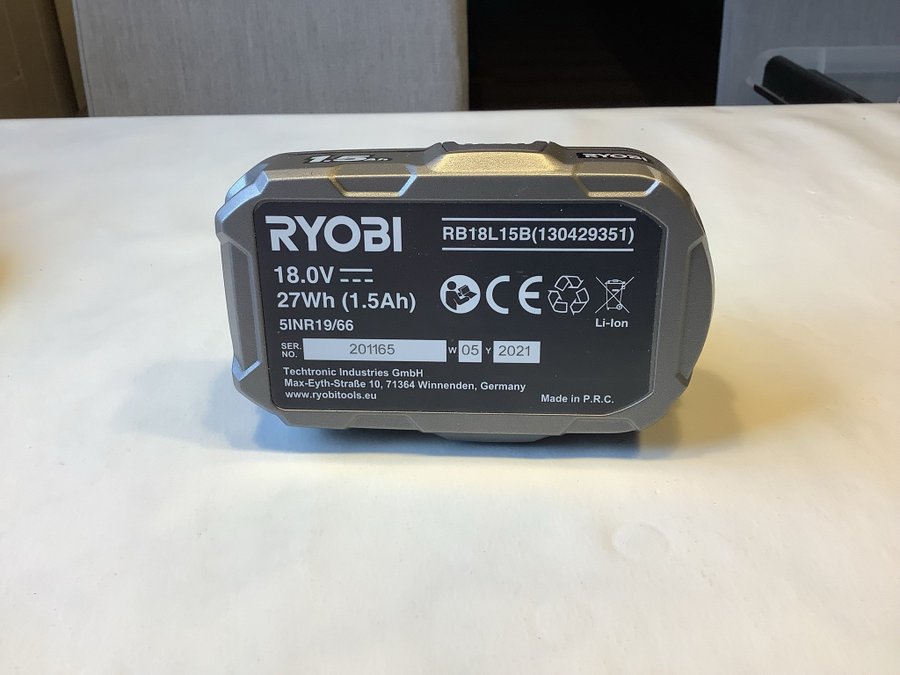 1.5Ah
RYOBI
RYOBI
RB18L15B(130429351)
18.0V
27Wh (1.5Ah)
CE
Li-Ion
5INR19/66
SER. NO. 201165 W 05 Y 2021
Techtronic Industries GmbH
Max-Eyth-Straße 10, 71364 Winnenden, Germany
www.ryobitools.eu
Made in P.R.C.